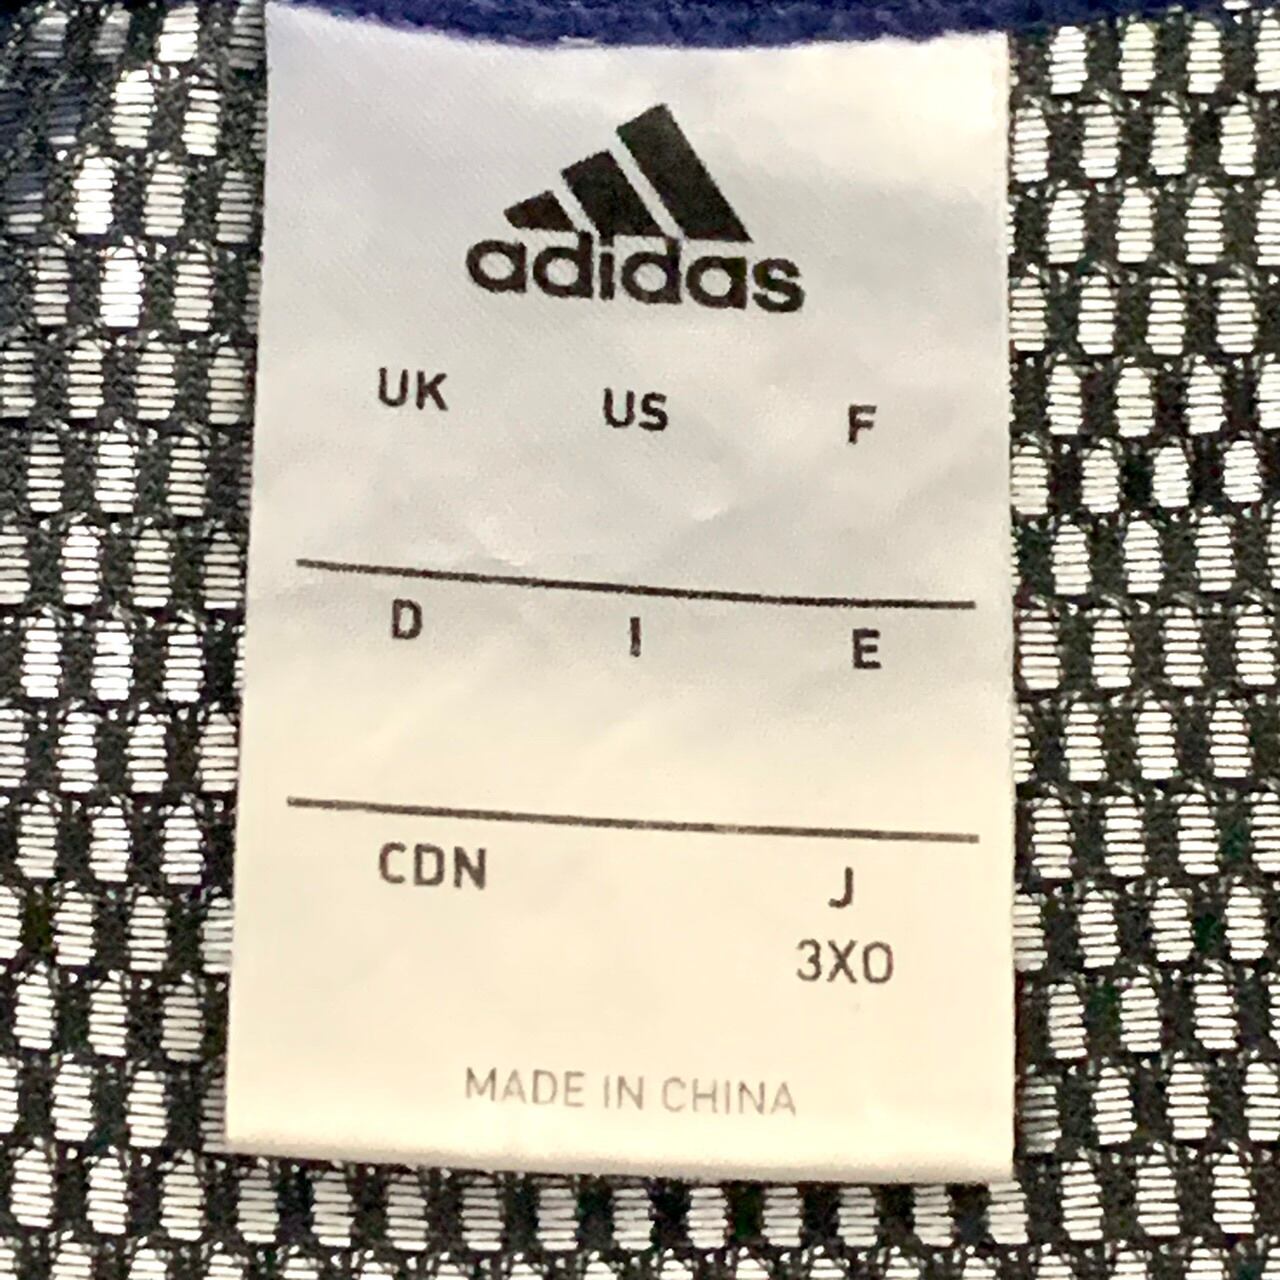 adidas
UK US F
D I E
CDN J
3XO
MADE IN CHINA